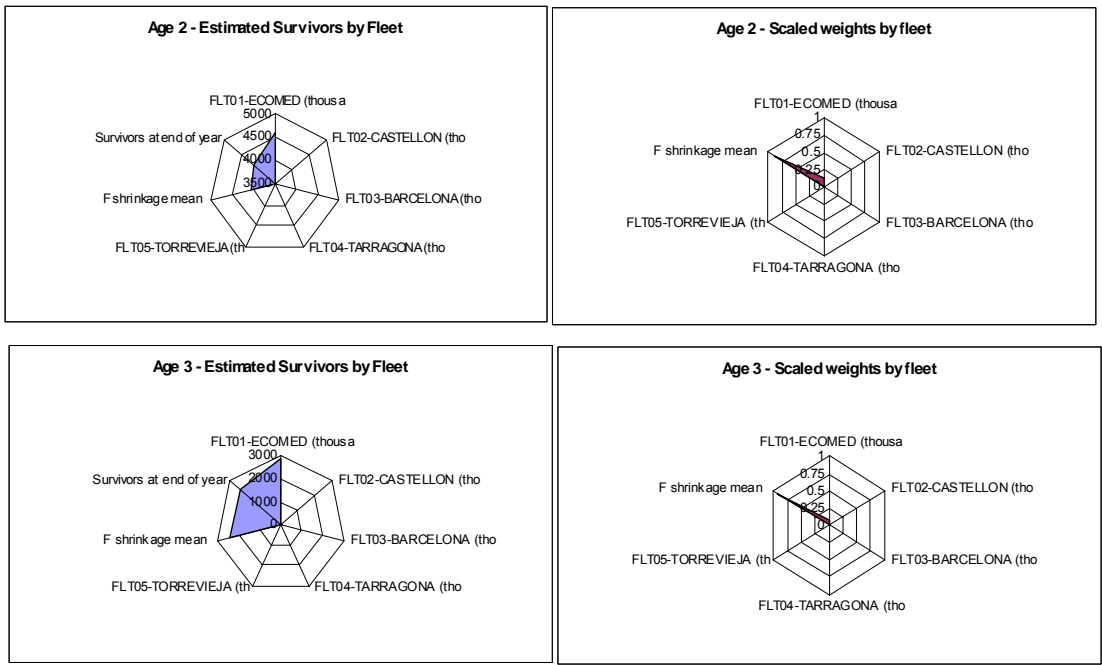 Age 2 - Estimated Survivors by Fleet
FLT01-ECOMED (thousa
5000
Survivors at end of year
4500
FLT02-CASTELLON (tho
4000
3500
F shrinkage mean
FLT03-BARCELONA (tho
FLT05-TORREVIEJA (th
FLT04-TARRAGONA (tho
Age 2 - Scaled weights by fleet
FLT01-ECOMED (thousa
1
0.75
F shrinkage mean
0.5
FLT02-CASTELLON (tho
0.25
0
FLT05-TORREVIEJA (th
FLT03-BARCELONA (tho
FLT04-TARRAGONA (tho
Age 3 - Estimated Survivors by Fleet
FLT01-ECOMED (thousa
3000
Survivors at end of year
2000
FLT02-CASTELLON (tho
1000
0
F shrinkage mean
FLT03-BARCELONA (tho
FLT05-TORREVIEJA (th
FLT04-TARRAGONA (tho
Age 3 - Scaled weights by fleet
FLT01-ECOMED (thousa
1
0.75
F shrinkage mean
0.5
FLT02-CASTELLON (tho
0.25
0
FLT05-TORREVIEJA (th
FLT03-BARCELONA (tho
FLT04-TARRAGONA (tho